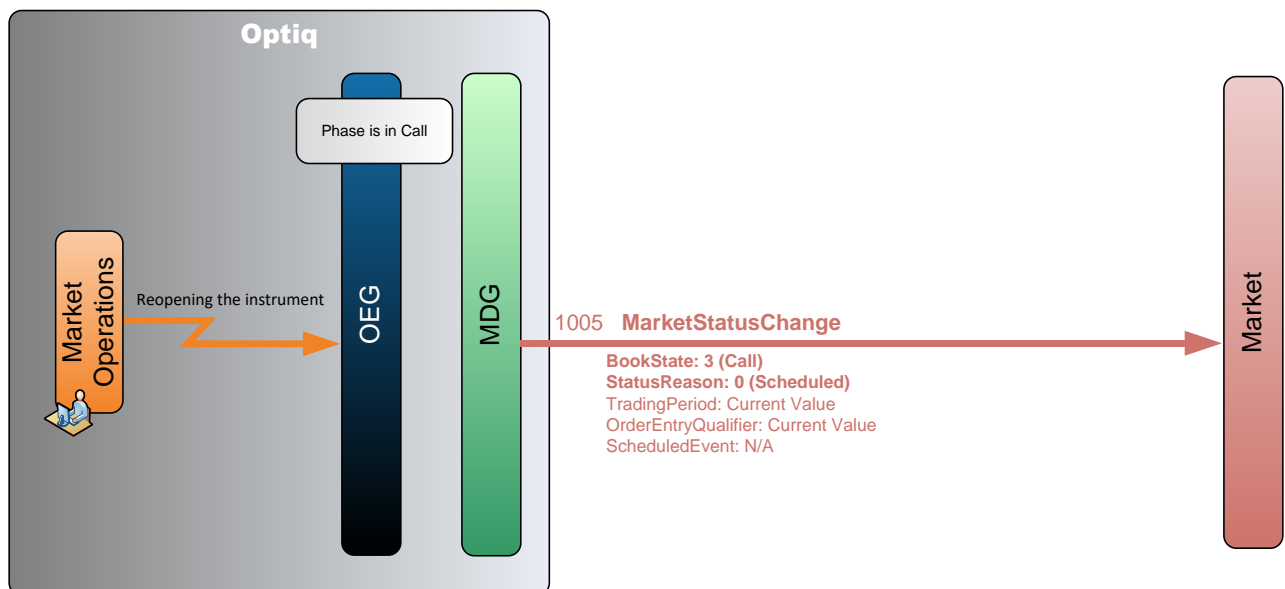 Optiq
Phase is in Call
Market
Operations
Reopening the instrument
OEG
MDG
1005 MarketStatusChange
BookState: 3 (Call)
StatusReason: 0 (Scheduled)
TradingPeriod: Current Value
OrderEntryQualifier: Current Value
ScheduledEvent: N/A
Market